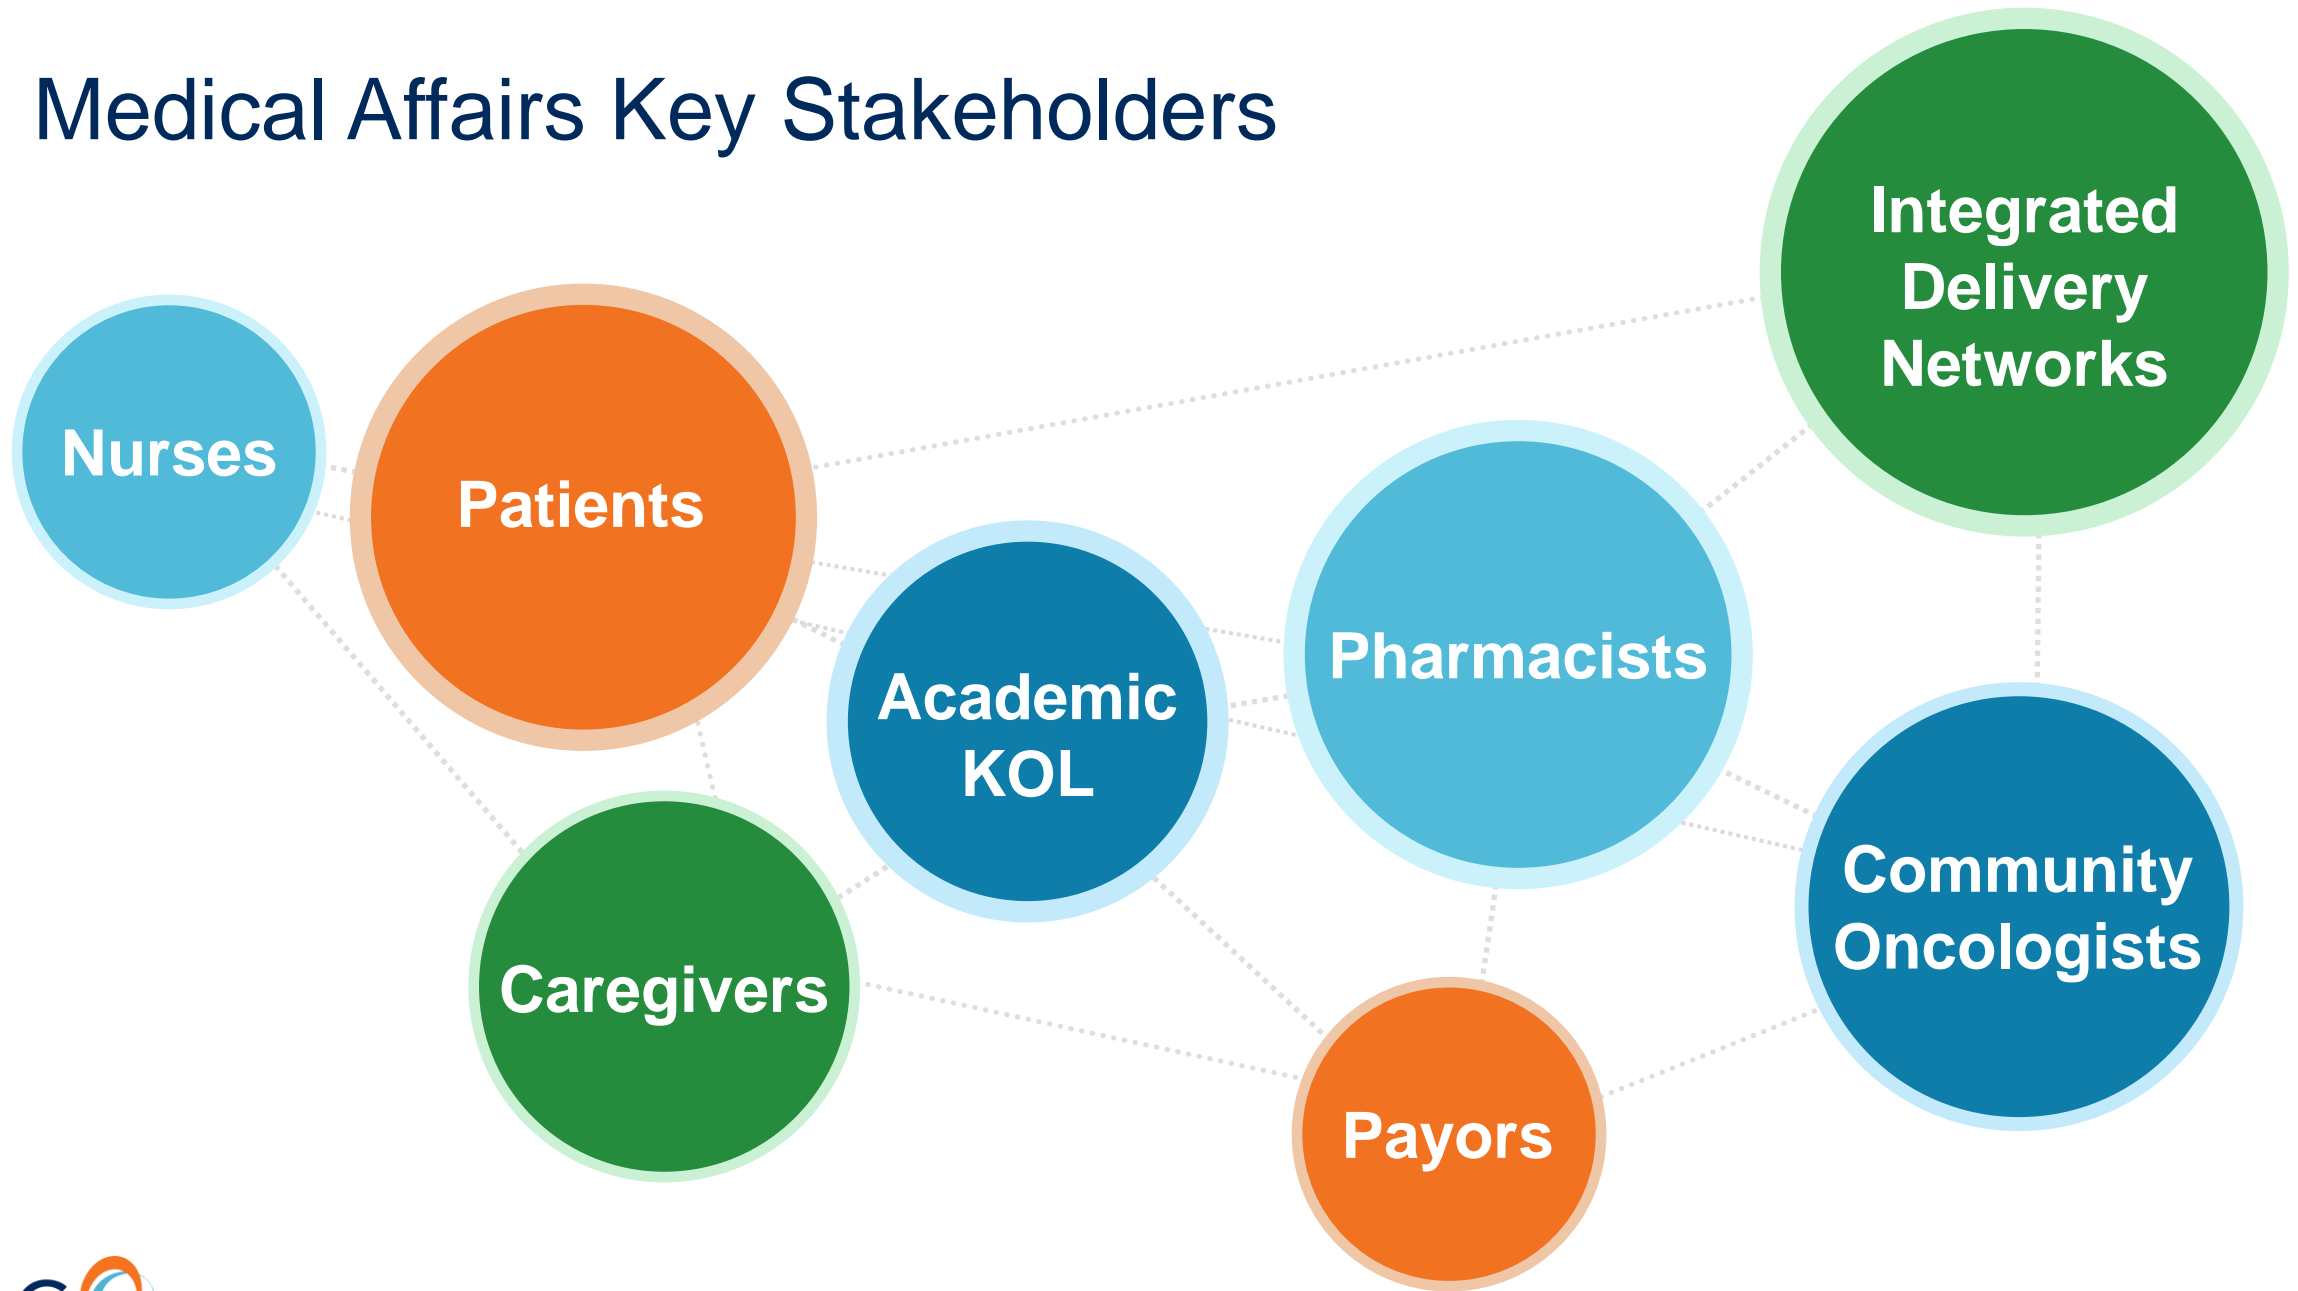 Medical Affairs Key Stakeholders
Integrated
Delivery
Networks
Nurses
Patients
Pharmacists
Academic
KOL
Community
Oncologists
Caregivers
Payors